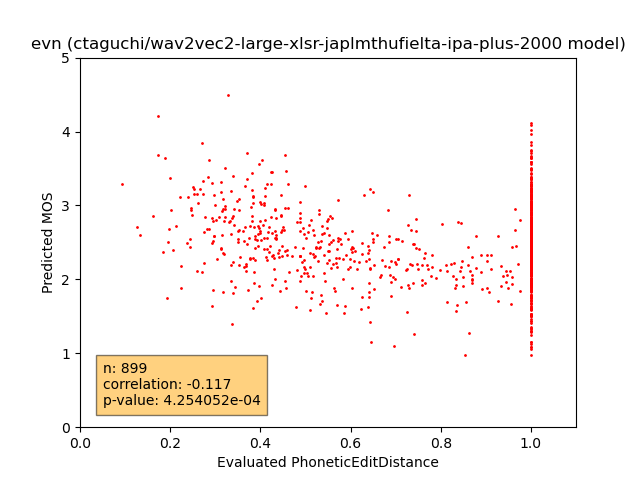 evn (ctaguchi/wav2vec2-large-xlsr-japlmthufielta-ipa-plus-2000 model)
5
4
3
2
1
0
Predicted MOS
n: 899
correlation: -0.117
p-value: 4.254052e-04
0.0 0.2 0.4 0.6 0.8 1.0
Evaluated PhoneticEditDistance